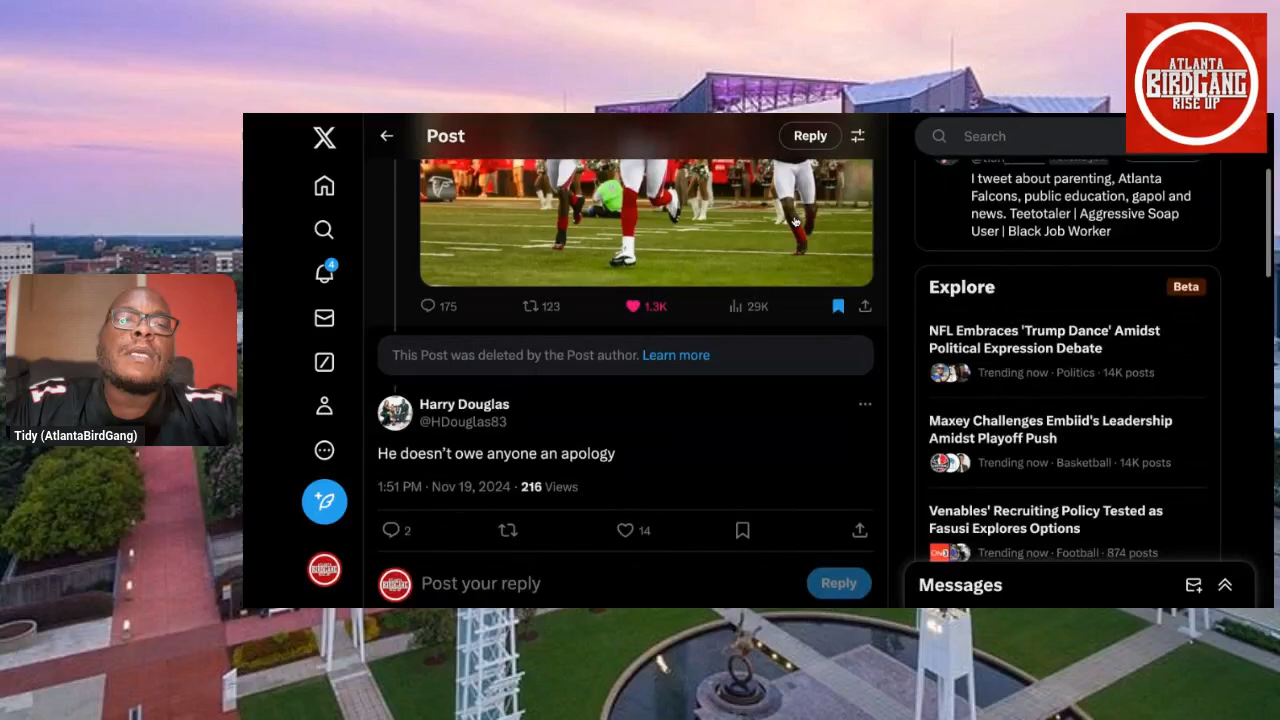 ATLANTA
BIRDGANG
RISE UP
Post
Reply
Search
I tweet about parenting, Atlanta
Falcons, public education, gapol and
news. Teetotaler | Aggressive Soap
User | Black Job Worker
Explore
Beta
4
175
123
1.3K
29K
NFL Embraces 'Trump Dance' Amidst
Political Expression Debate
Trending now · Politics · 14K posts
This Post was deleted by the Post author. Learn more
Harry Douglas
@HDouglas83
He doesn't owe anyone an apology
1:51 PM · Nov 19, 2024 · 216 Views
2
14
Post your reply
Reply
Maxey Challenges Embiid's Leadership
Amidst Playoff Push
Trending now · Basketball · 14K posts
Venables' Recruiting Policy Tested as
Fasusi Explores Options
Trending now · Football · 874 posts
Messages
Tidy (AtlantaBirdGang)